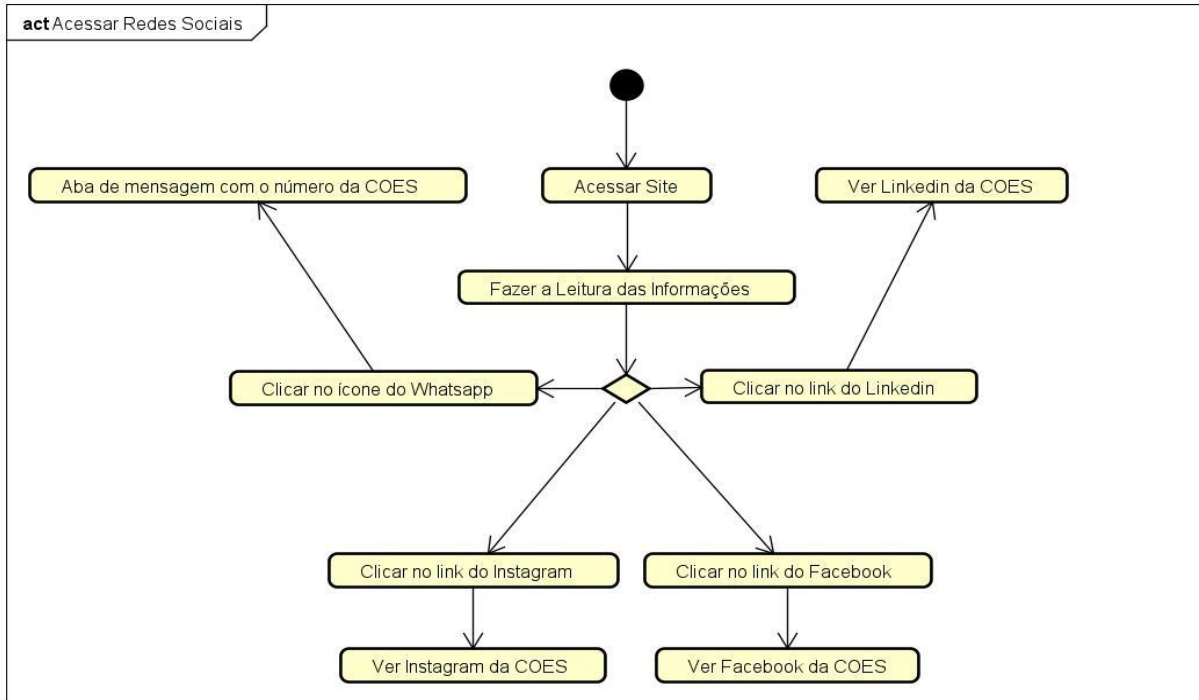 act Acessar Redes Sociais
Aba de mensagem com o número da COES
Acessar Site
Ver Linkedin da COES
Fazer a Leitura das Informações
Clicar no ícone do Whatsapp
Clicar no link do Linkedin
Clicar no link do Instagram
Clicar no link do Facebook
Ver Instagram da COES
Ver Facebook da COES